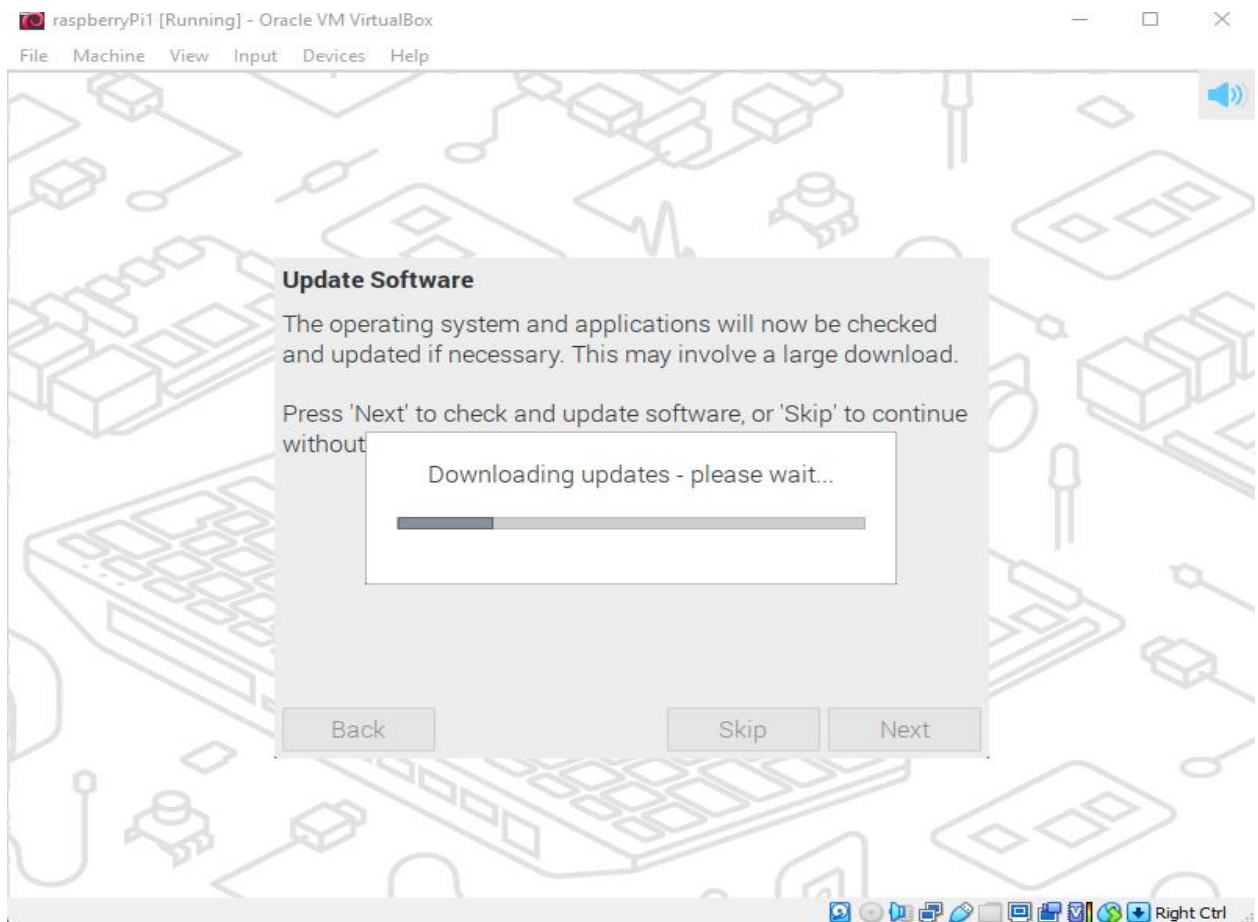 raspberryPi1 [Running] - Oracle VM VirtualBox
File Machine View Input Devices Help
Update Software
The operating system and applications will now be checked
and updated if necessary. This may involve a large download.
Press 'Next' to check and update software, or 'Skip' to continue
without
Downloading updates - please wait...
Back Skip Next
Right Ctrl